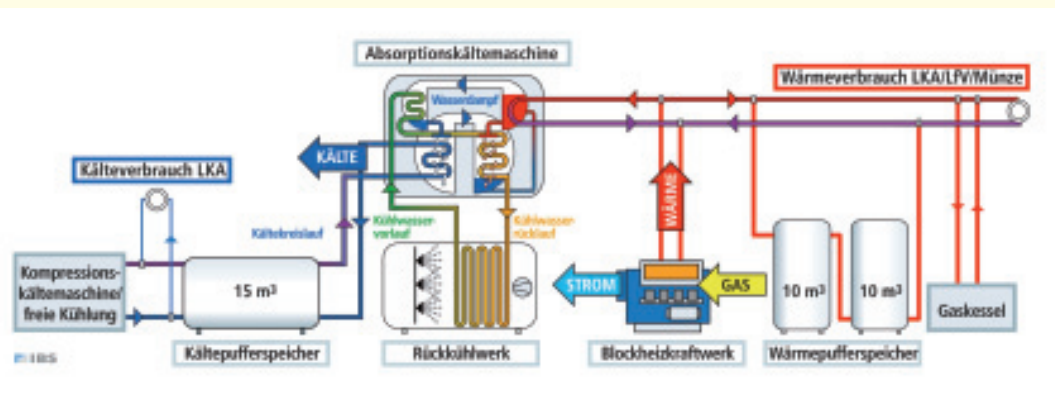 Absorptionskältemaschine
Wärmeverbrauch LKA/LfV/Münze
Wasserdampf
KÄLTE
Kälteverbrauch LKA
WÄRME
Kühlwasser
vorlauf
Kühlwasser
rücklauf
Kältekreislauf
Kompressions-
kältemaschine/
freie Kühlung
15 m³
STROM
GAS
10 m³
10 m³
Gaskessel
IBS
Kältepufferspeicher
Rückkühlwerk
Blockheizkraftwerk
Wärmepufferspeicher